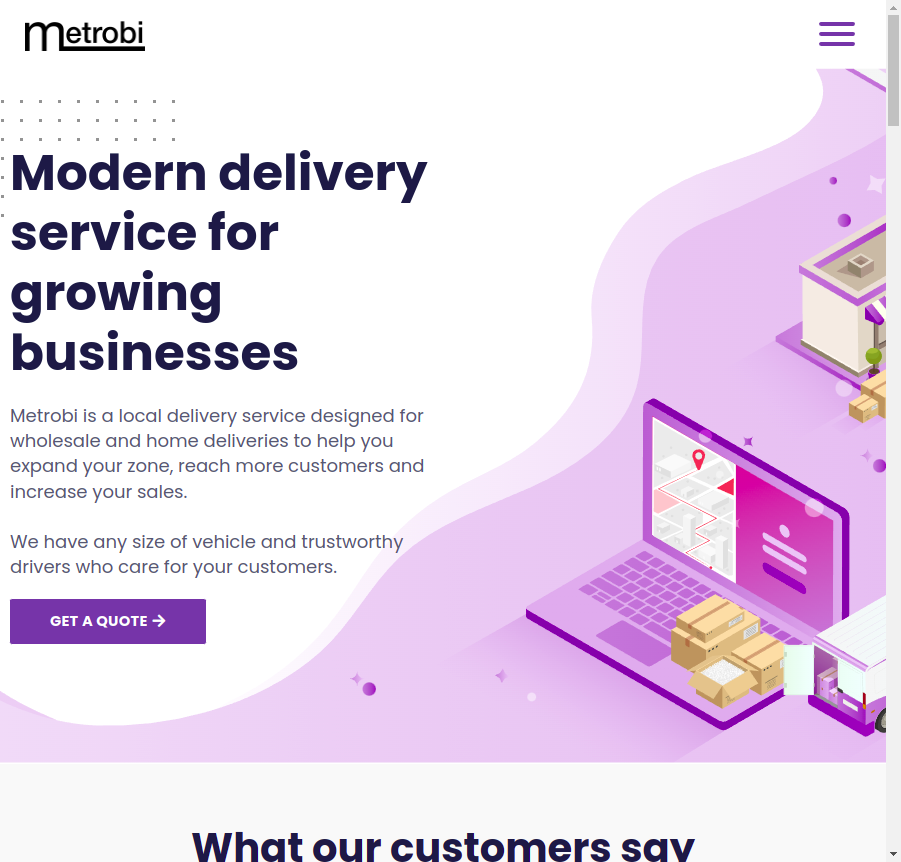 metrobi
Modern delivery
service for
growing
businesses
Metrobi is a local delivery service designed for
wholesale and home deliveries to help you
expand your zone, reach more customers and
increase your sales.
We have any size of vehicle and trustworthy
drivers who care for your customers.
GET A QUOTE
What our customers say